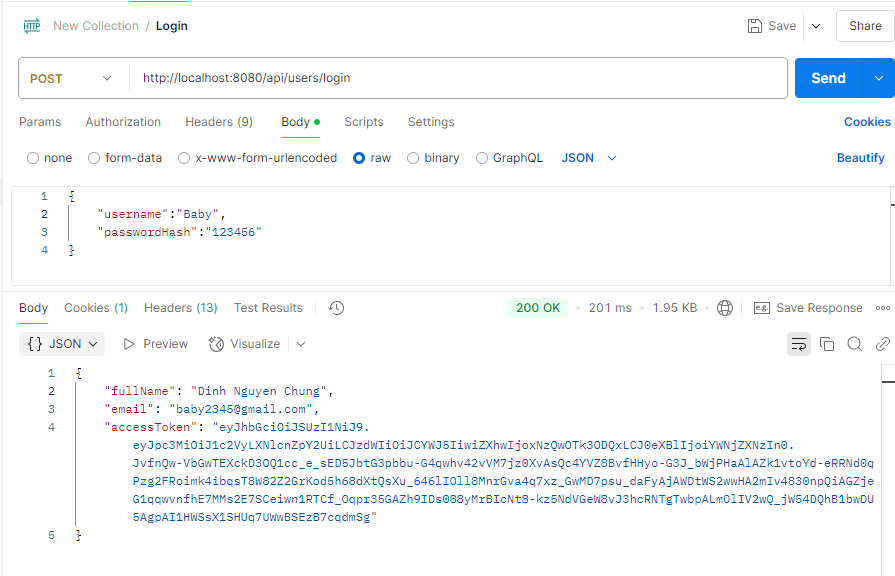 HTTP New Collection / Login Save Share
POST http://localhost:8080/api/users/login Send
Params Authorization Headers (9) Body Scripts Settings Cookies
none form-data x-www-form-urlencoded raw binary GraphQL JSON Beautify
1 {
2 "username":"Baby",
3 "passwordHash":"123456"
4 }
Body Cookies (1) Headers (13) Test Results 200 OK • 201 ms • 1.95 KB • e.g. Save Response
{} JSON Preview Visualize
1 {
2 "fullName": "Dinh Nguyen Chung",
3 "email": "baby2345@gmail.com",
4 "accessToken": "eyJhbGciOiJSUzI1NiJ9.
eyJpc3MiOiJ1c2VyLXNlcnZpY2UiLCJzdWIiOiJCYWJ5IiwiZXhwIjoxNzQwOTk3ODQxLCJ0eXBlIjoiYWNjZXNzIn0.
JvfnQw-VbGwTEXckD3OQ1cc_e_sED5JbtG3pbbu-G4qwhv42vVM7jz0XvAsQc4YVZ8BvfHHyo-G3J_bWjPHaAlAZk1vtoYd-eRRNd0q
Pzg2FRoimk4ibqsT8W82Z2GrKod5h68dXtQsXu_646lIOll8MnrGva4q7xz_GwMD7psu_daFyAjAWDtWS2wwHA2mIv4830npQiAGZje
G1qqwvnfhE7MMs2E7SCeiwn1RTCf_Oqpr35GAZh9IDs088yMrBIcNt8-kz5NdVGeW8vJ3hcRNTgTwbpALmOlIV2wQ_jW54DQhB1bwDU
5AgpAI1HWSsX1SHUq7UWwBSEzB7cqdmSg"
5 }